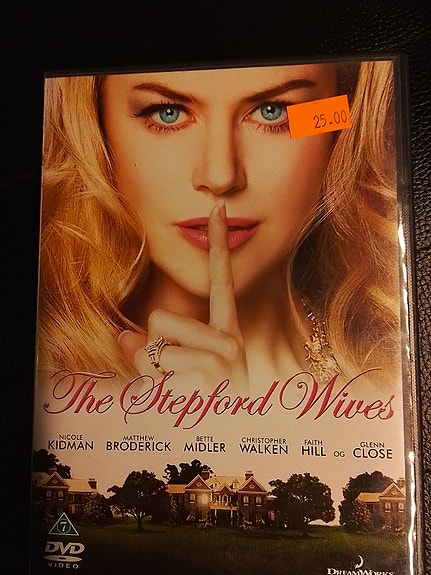 25.00
The Stepford Wives
NICOLE KIDMAN MATTHEW BRODERICK BETTE MIDLER CHRISTOPHER WALKEN FAITH HILL OG GLENN CLOSE
7
DVD
VIDEO
DREAMWORKS